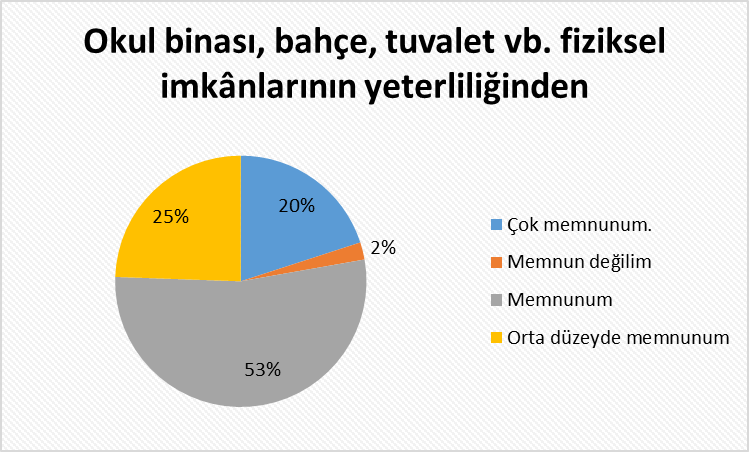 Okul binası, bahçe, tuvalet vb. fiziksel
imkânlarının yeterliliğinden
20%
2%
53%
25%
Çok memnunum.
Memnun değilim
Memnunum
Orta düzeyde memnunum